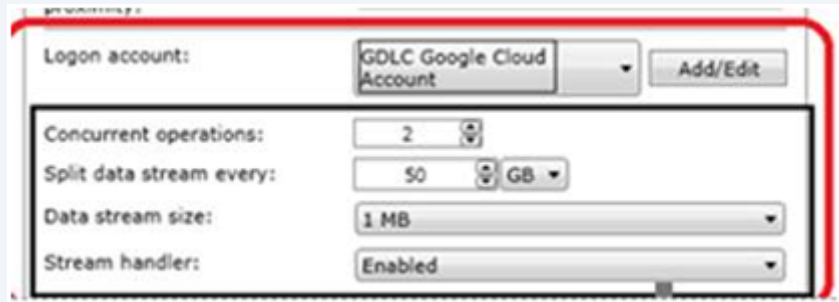 proximity:
Logon account:
GDLC Google Cloud
Account
Add/Edit
Concurrent operations:
2
Split data stream every:
50
GB
Data stream size:
1 MB
Stream handler:
Enabled